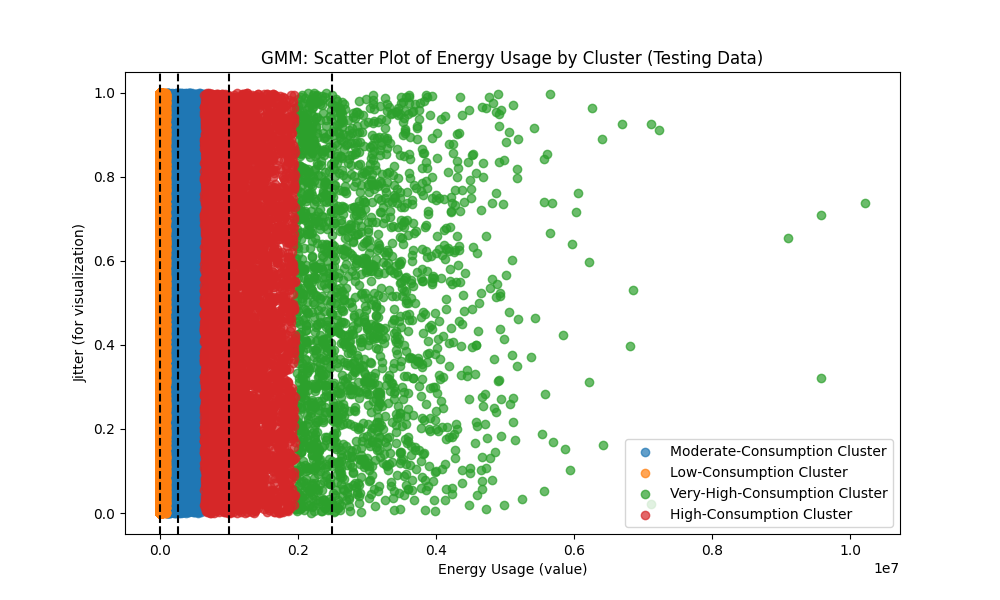 GMM: Scatter Plot of Energy Usage by Cluster (Testing Data)
1.0
0.8
0.6
0.4
0.2
0.0
Jitter (for visualization)
Moderate-Consumption Cluster
Low-Consumption Cluster
Very-High-Consumption Cluster
High-Consumption Cluster
0.0 0.2 0.4 0.6 0.8 1.0
1e7
Energy Usage (value)